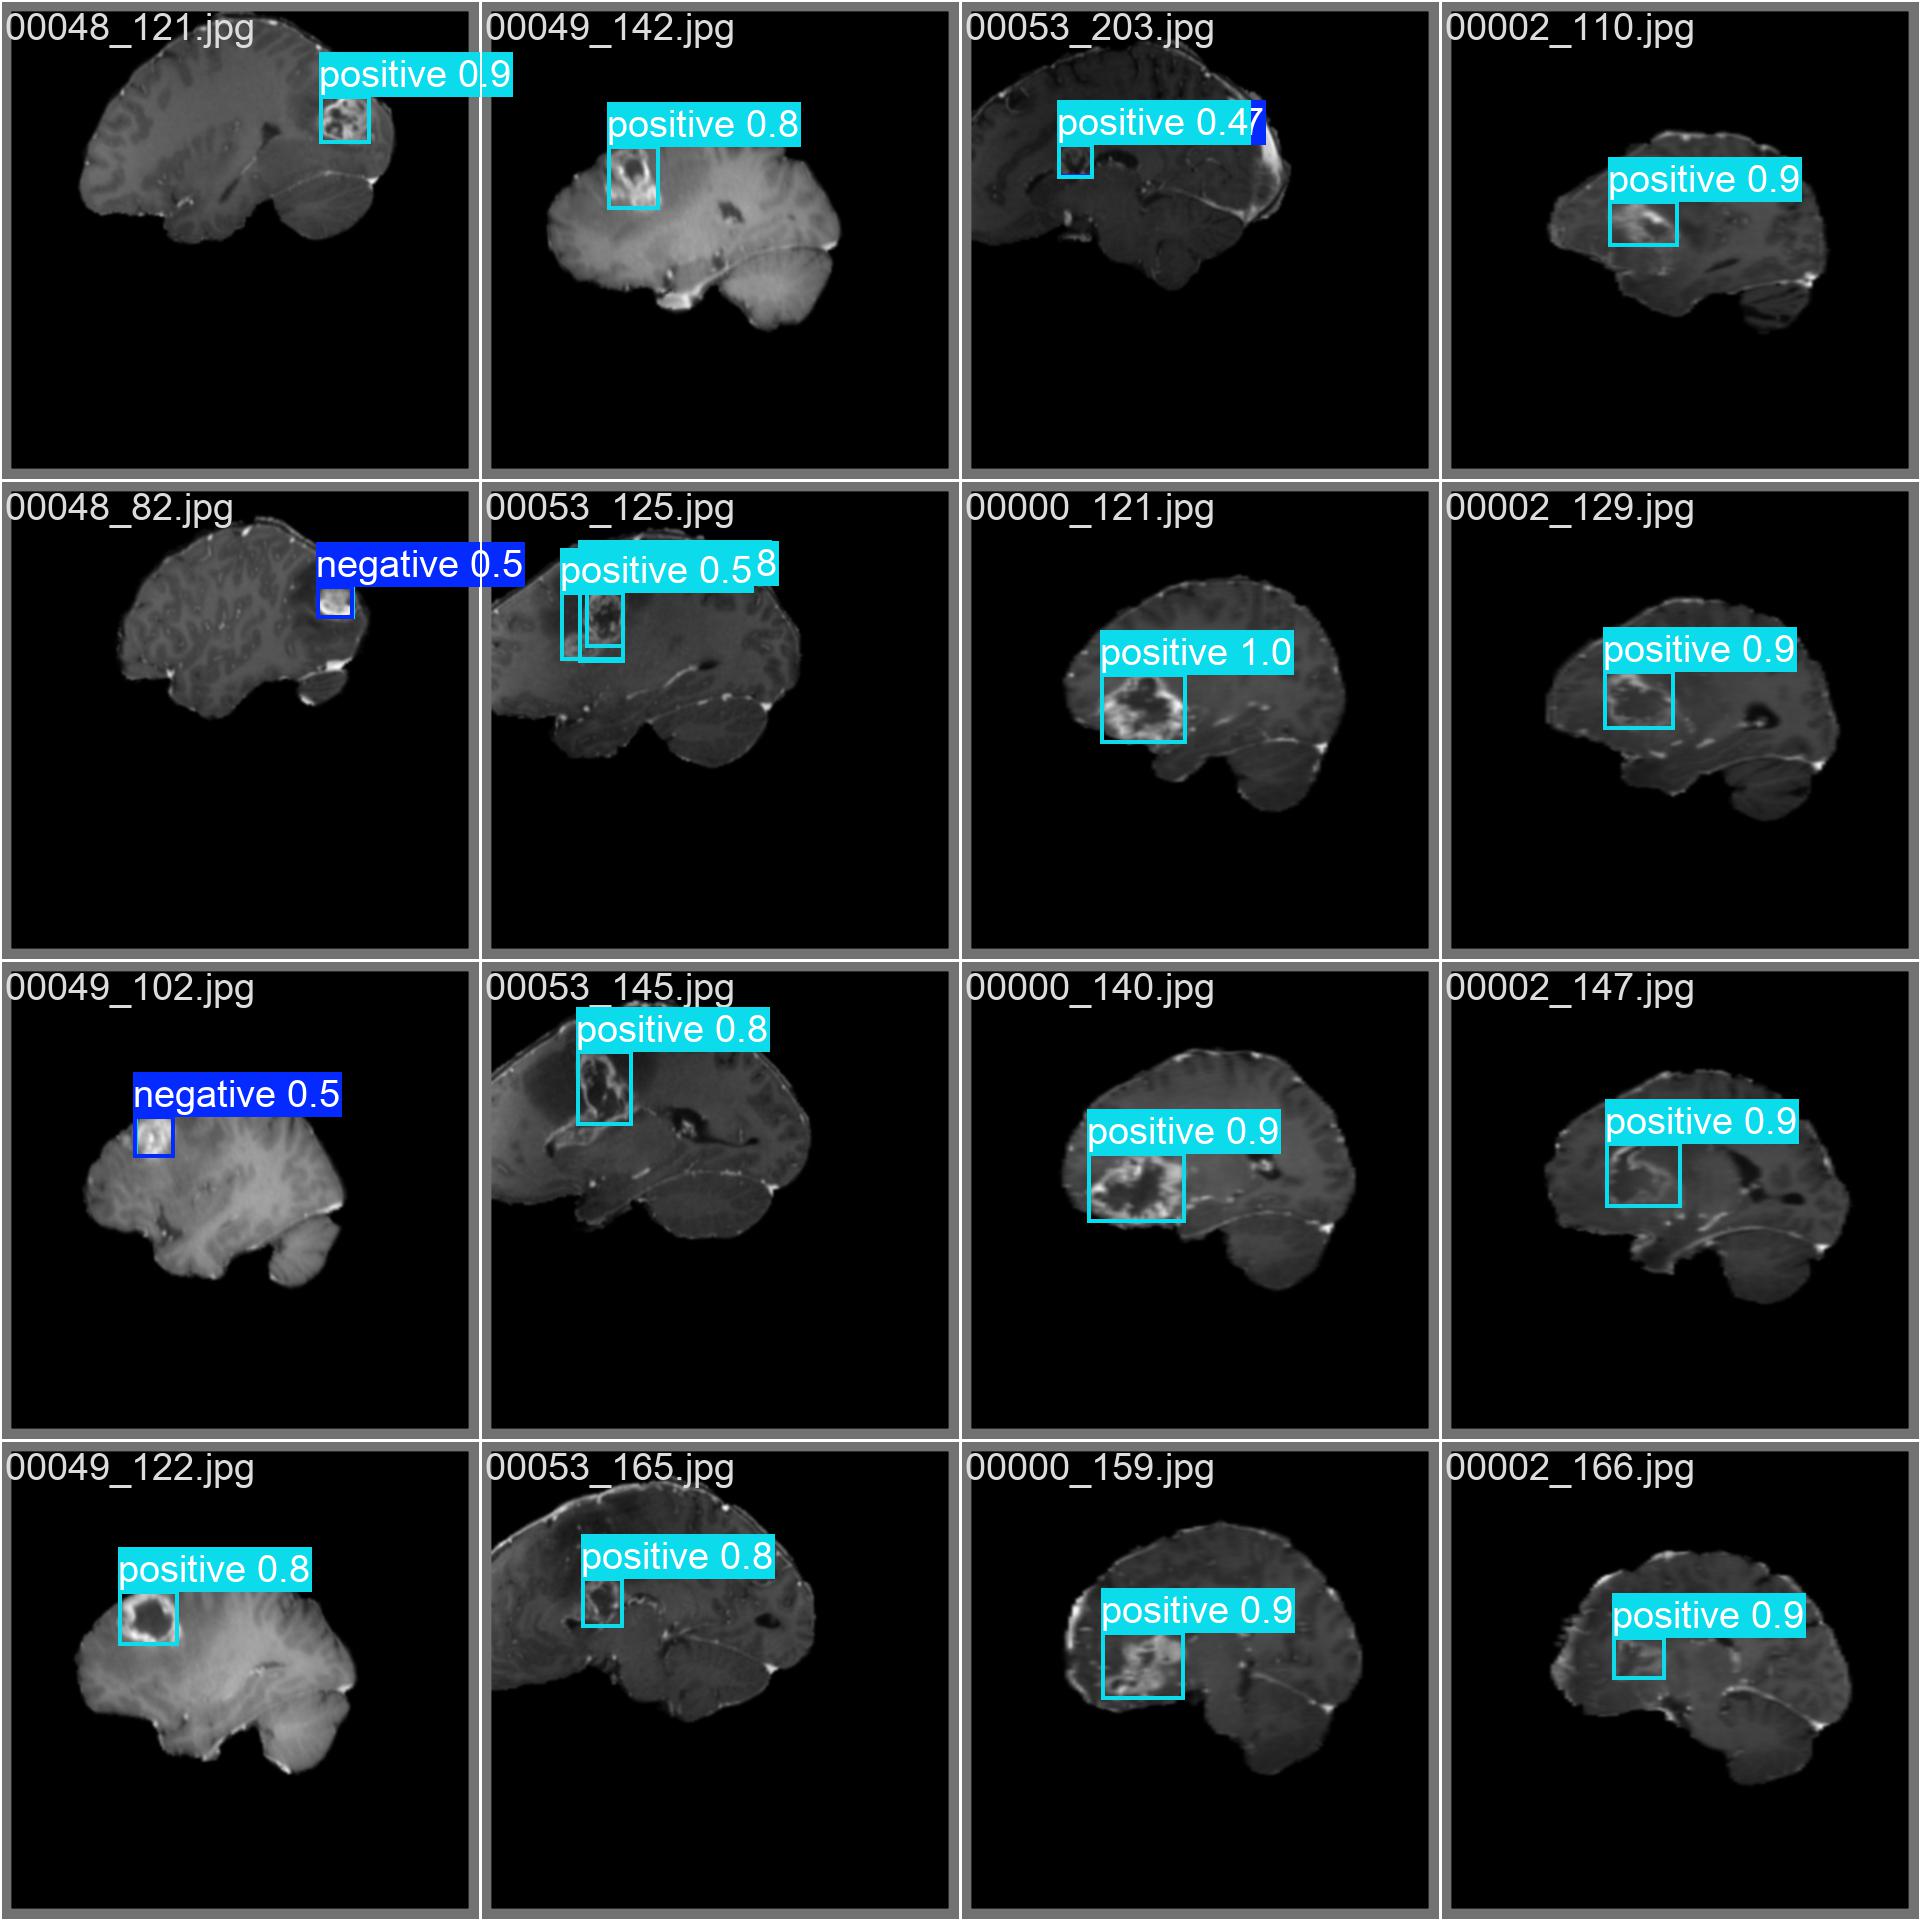 00048_121.jpg
positive 0.9
00049_142.jpg
positive 0.8
00053_203.jpg
positive 0.4
7
00002_110.jpg
positive 0.9
00048_82.jpg
negative 0.5
00053_125.jpg
positive 0.5
8
00000_121.jpg
positive 1.0
00002_129.jpg
positive 0.9
00049_102.jpg
negative 0.5
00053_145.jpg
positive 0.8
00000_140.jpg
positive 0.9
00002_147.jpg
positive 0.9
00049_122.jpg
positive 0.8
00053_165.jpg
positive 0.8
00000_159.jpg
positive 0.9
00002_166.jpg
positive 0.9